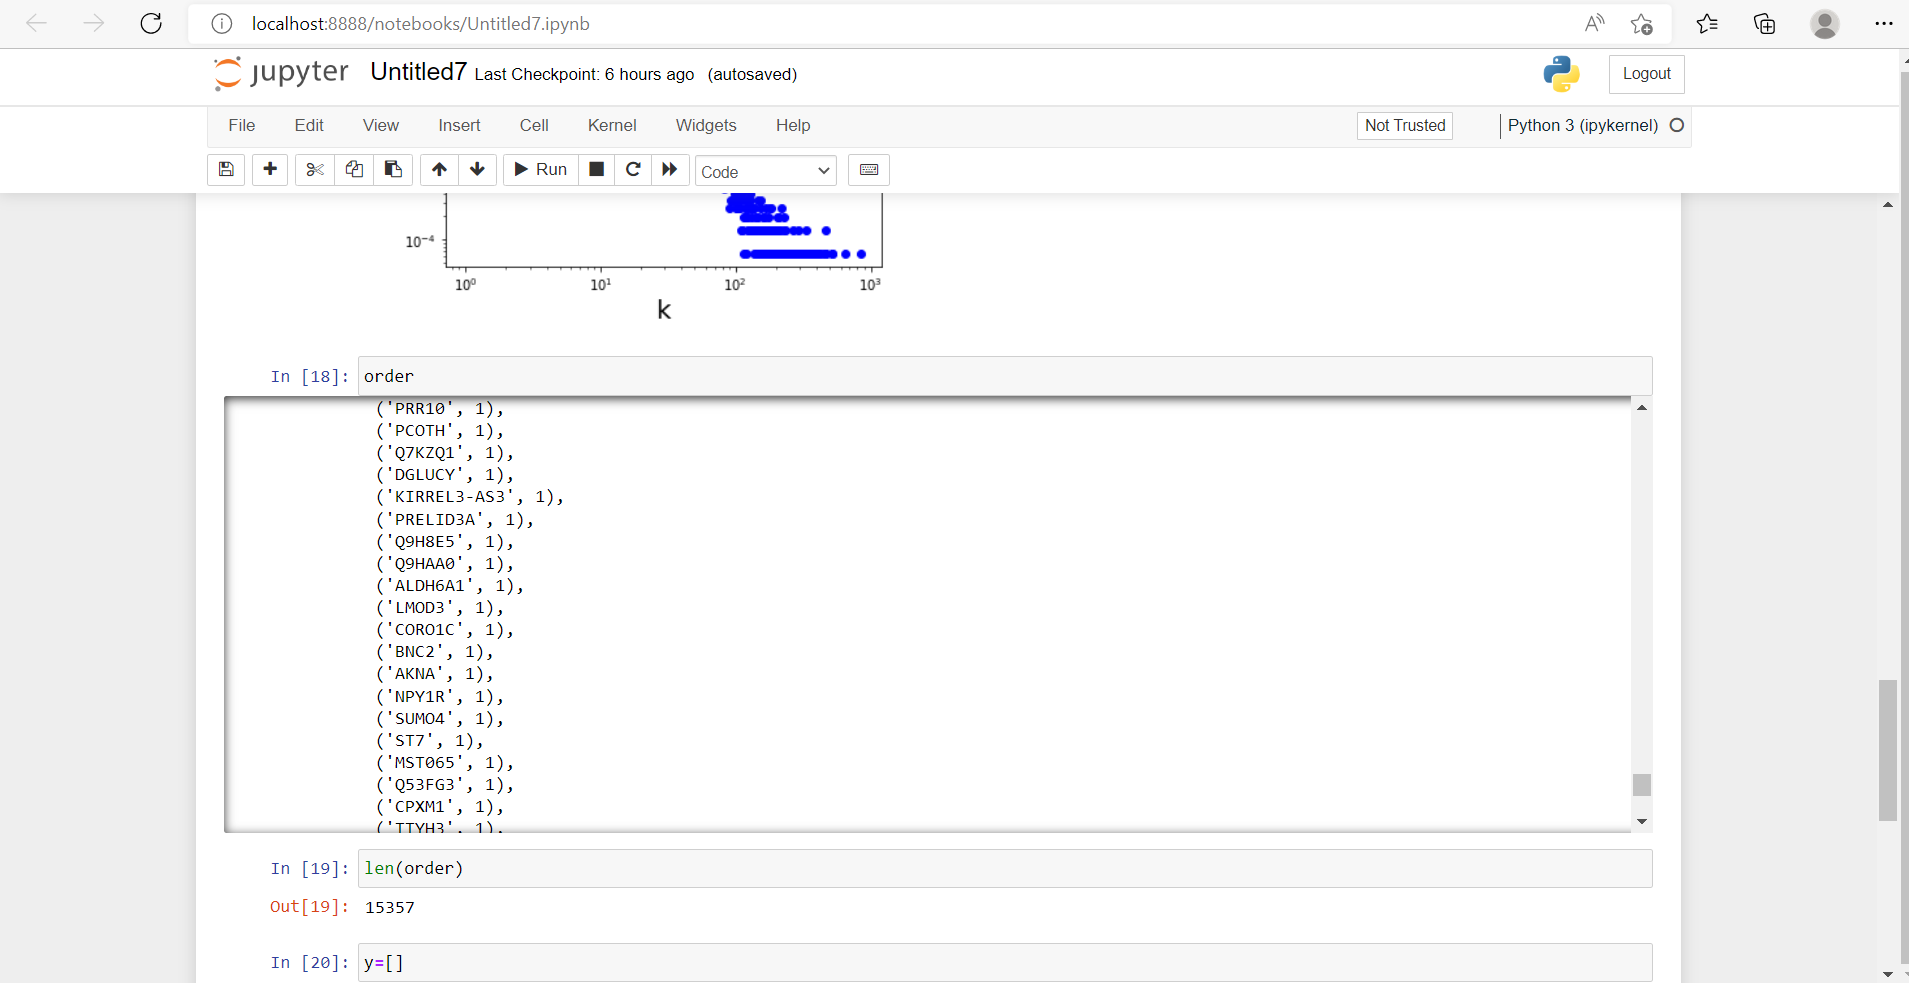 localhost:8888/notebooks/Untitled7.ipynb
jupyter Untitled7 Last Checkpoint: 6 hours ago (autosaved)
Logout
File Edit View Insert Cell Kernel Widgets Help
Not Trusted
Python 3 (ipykernel)
Run
Code
10⁻⁴
10⁰ 10¹ 10² 10³
k
In [18]: order
('PRR10', 1),
('PCOTH', 1),
('Q7KZQ1', 1),
('DGLUCY', 1),
('KIRREL3-AS3', 1),
('PRELID3A', 1),
('Q9H8E5', 1),
('Q9HAA0', 1),
('ALDH6A1', 1),
('LMOD3', 1),
('CORO1C', 1),
('BNC2', 1),
('AKNA', 1),
('NPY1R', 1),
('SUMO4', 1),
('ST7', 1),
('MST065', 1),
('Q53FG3', 1),
('CPXM1', 1),
('TTYH3', 1),
In [19]: len(order)
Out[19]: 15357
In [20]: y=[]